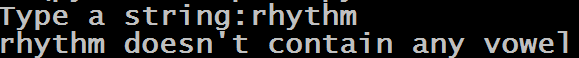 Type a string:rhythm
rhythm doesn't contain any vowel